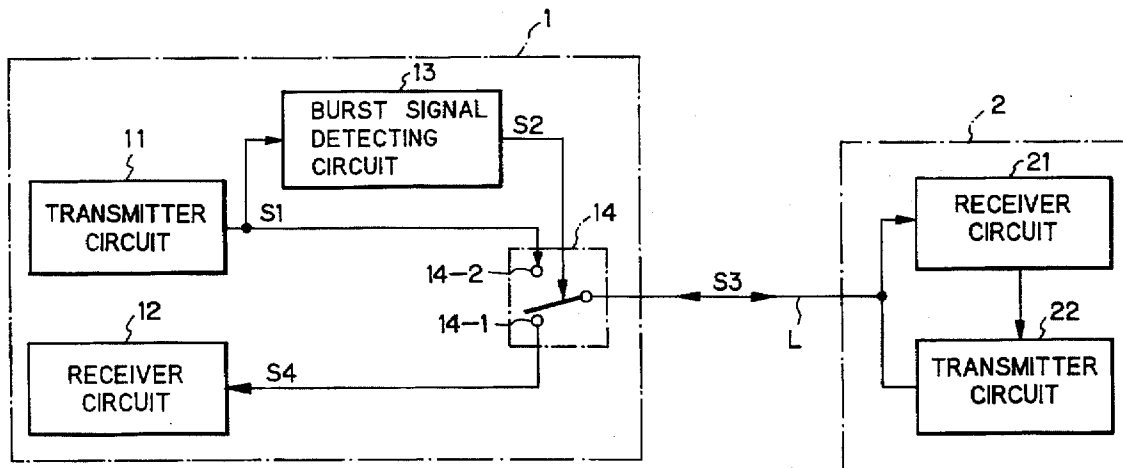 1
13
BURST SIGNAL
DETECTING
CIRCUIT
S2
2
11
21
TRANSMITTER
CIRCUIT
S1
RECEIVER
CIRCUIT
14
14-2
S3
12
14-1
L
22
RECEIVER
CIRCUIT
S4
TRANSMITTER
CIRCUIT